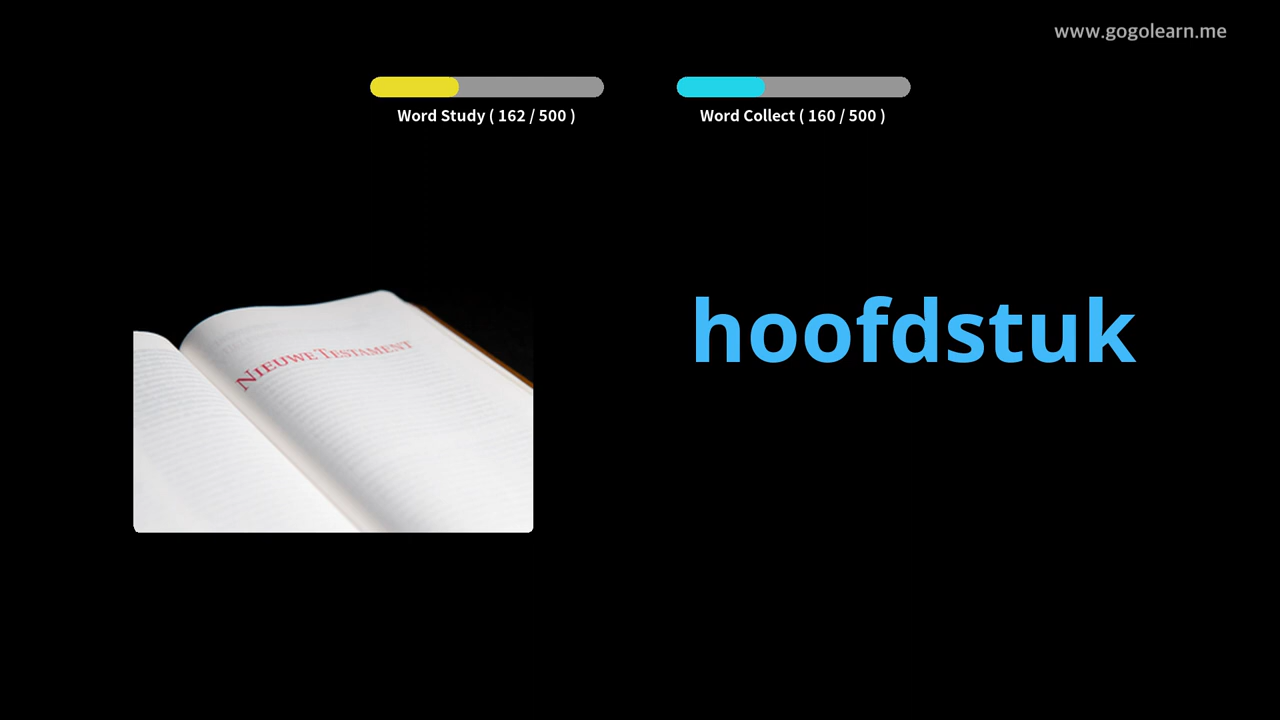 www.gogolearn.me
Word Study ( 162 / 500 )
Word Collect ( 160 / 500 )
hoofdstuk
NIEUWE TESTAMENT